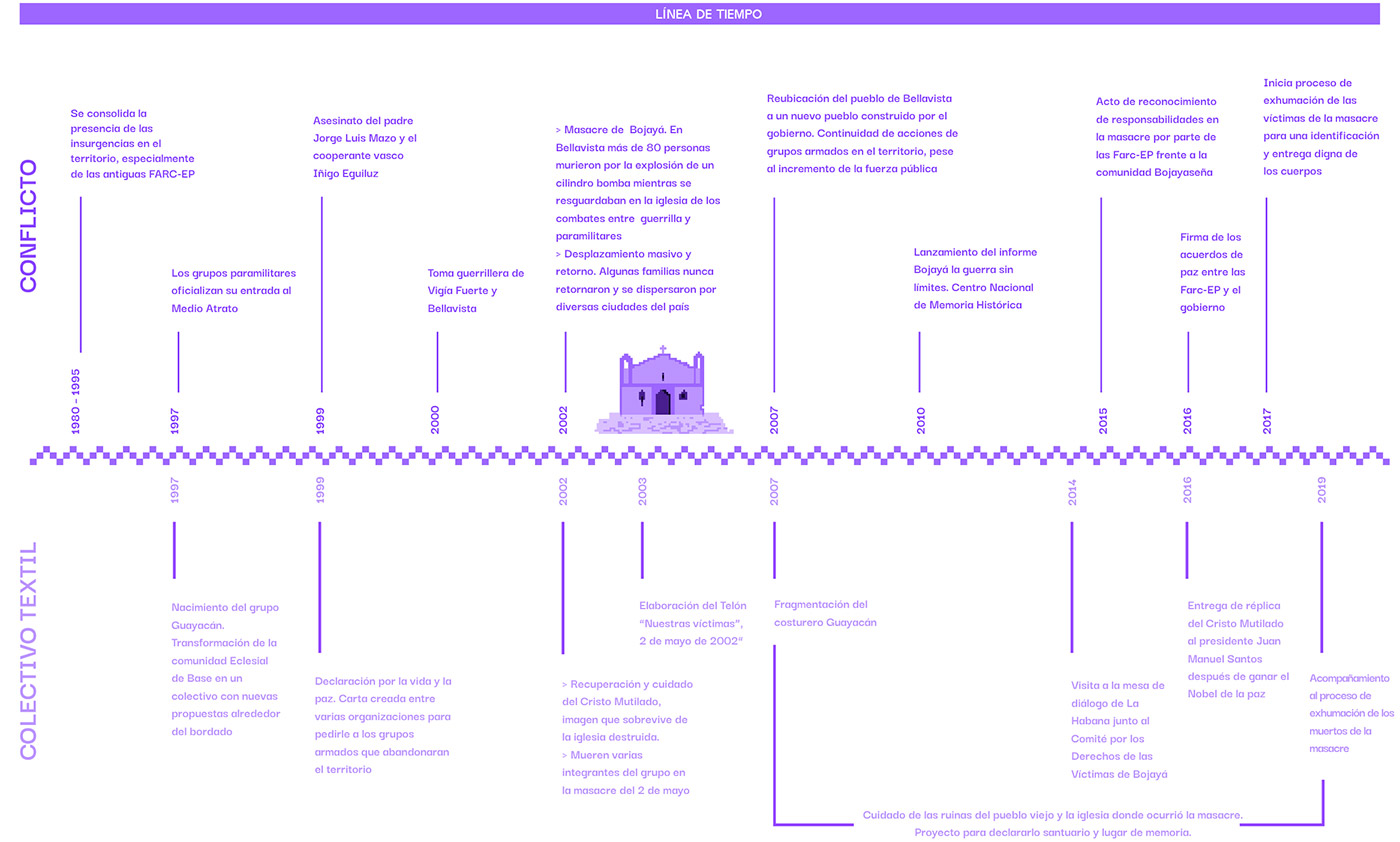 LÍNEA DE TIEMPO
CONFLICTO
Se consolida la
presencia de las
insurgencias en el
territorio, especialmente
de las antiguas FARC-EP
1980 - 1995
Los grupos paramilitares
oficializan su entrada al
Medio Atrato
1997
Asesinato del padre
Jorge Luis Mazo y el
cooperante vasco
Iñigo Eguiluz
1999
Toma guerrillera de
Vigía Fuerte y
Bellavista
2000
> Masacre de Bojayá. En
Bellavista más de 80 personas
murieron por la explosión de un
cilindro bomba mientras se
resguardaban en la iglesia de los
combates entre guerrilla y
paramilitares
> Desplazamiento masivo y
retorno. Algunas familias nunca
retornaron y se dispersaron por
diversas ciudades del país
2002
Reubicación del pueblo de Bellavista
a un nuevo pueblo construido por el
gobierno. Continuidad de acciones de
grupos armados en el territorio, pese
al incremento de la fuerza pública
2007
Lanzamiento del informe
Bojayá la guerra sin
límites. Centro Nacional
de Memoria Histórica
2010
Acto de reconocimiento
de responsabilidades en
la masacre por parte de
las Farc-EP frente a la
comunidad Bojayaseña
2015
Firma de los
acuerdos de
paz entre las
Farc-EP y el
gobierno
2016
Inicia proceso de
exhumación de las
víctimas de la masacre
para una identificación
y entrega digna de
los cuerpos
2017
COLECTIVO TEXTIL
1997
Nacimiento del grupo
Guayacán.
Transformación de la
comunidad Eclesial
de Base en un
colectivo con nuevas
propuestas alrededor
del bordado
1999
Declaración por la vida y la
paz. Carta creada entre
varias organizaciones para
pedirle a los grupos
armados que abandonaran
el territorio
2002
> Recuperación y cuidado
del Cristo Mutilado,
imagen que sobrevive de
la iglesia destruida.
> Mueren varias
integrantes del grupo en
la masacre del 2 de mayo
2003
Elaboración del Telón
“Nuestras víctimas”,
2 de mayo de 2002“
2007
Fragmentación del
costurero Guayacán
2014
Visita a la mesa de
diálogo de La
Habana junto al
Comité por los
Derechos de las
Víctimas de Bojayá
2016
Entrega de réplica
del Cristo Mutilado
al presidente Juan
Manuel Santos
después de ganar el
Nobel de la paz
2019
Acompañamiento
al proceso de
exhumación de los
muertos de la
masacre
Cuidado de las ruinas del pueblo viejo y la iglesia donde ocurrió la masacre.
Proyecto para declararlo santuario y lugar de memoria.